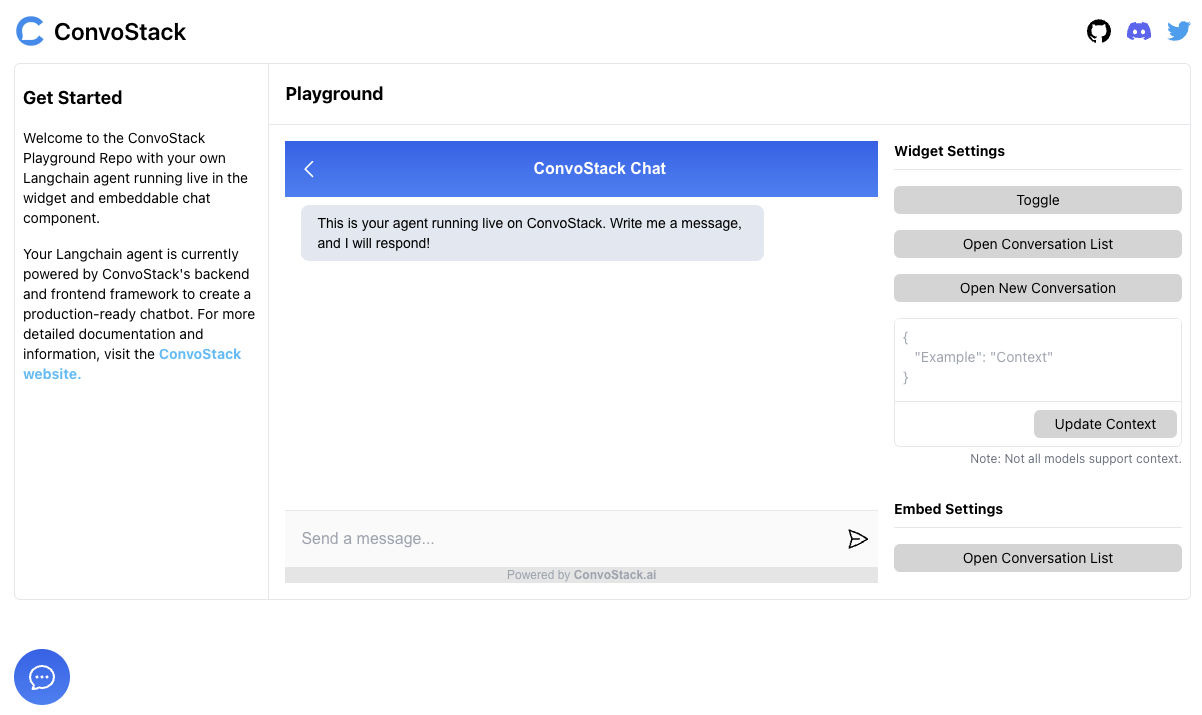 ConvoStack
Get Started
Welcome to the ConvoStack
Playground Repo with your own
Langchain agent running live in the
widget and embeddable chat
component.
Your Langchain agent is currently
powered by ConvoStack's backend
and frontend framework to create a
production-ready chatbot. For more
detailed documentation and
information, visit the ConvoStack
website.
Playground
ConvoStack Chat
This is your agent running live on ConvoStack. Write me a message,
and I will respond!
Send a message...
Powered by ConvoStack.ai
Widget Settings
Toggle
Open Conversation List
Open New Conversation
{
"Example": "Context"
}
Update Context
Note: Not all models support context.
Embed Settings
Open Conversation List